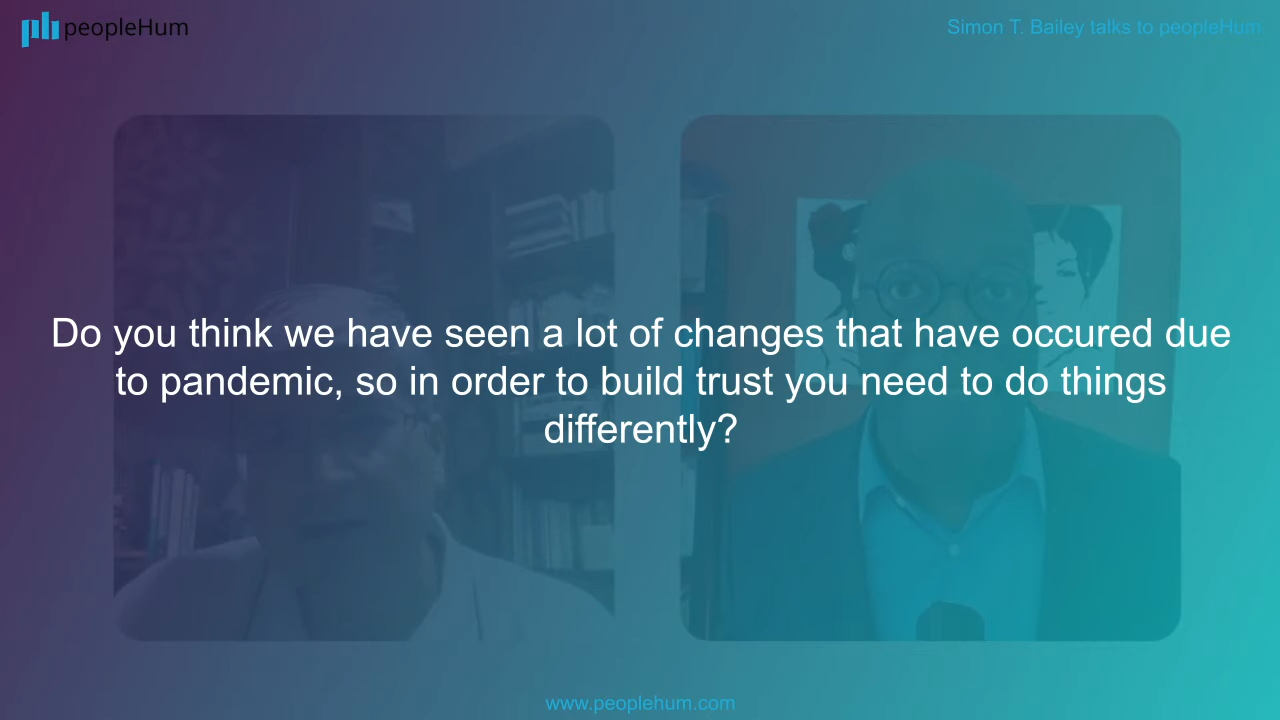 peopleHum
Simon T. Bailey talks to peopleHum
Do you think we have seen a lot of changes that have occured due
to pandemic, so in order to build trust you need to do things
differently?
www.peoplehum.com